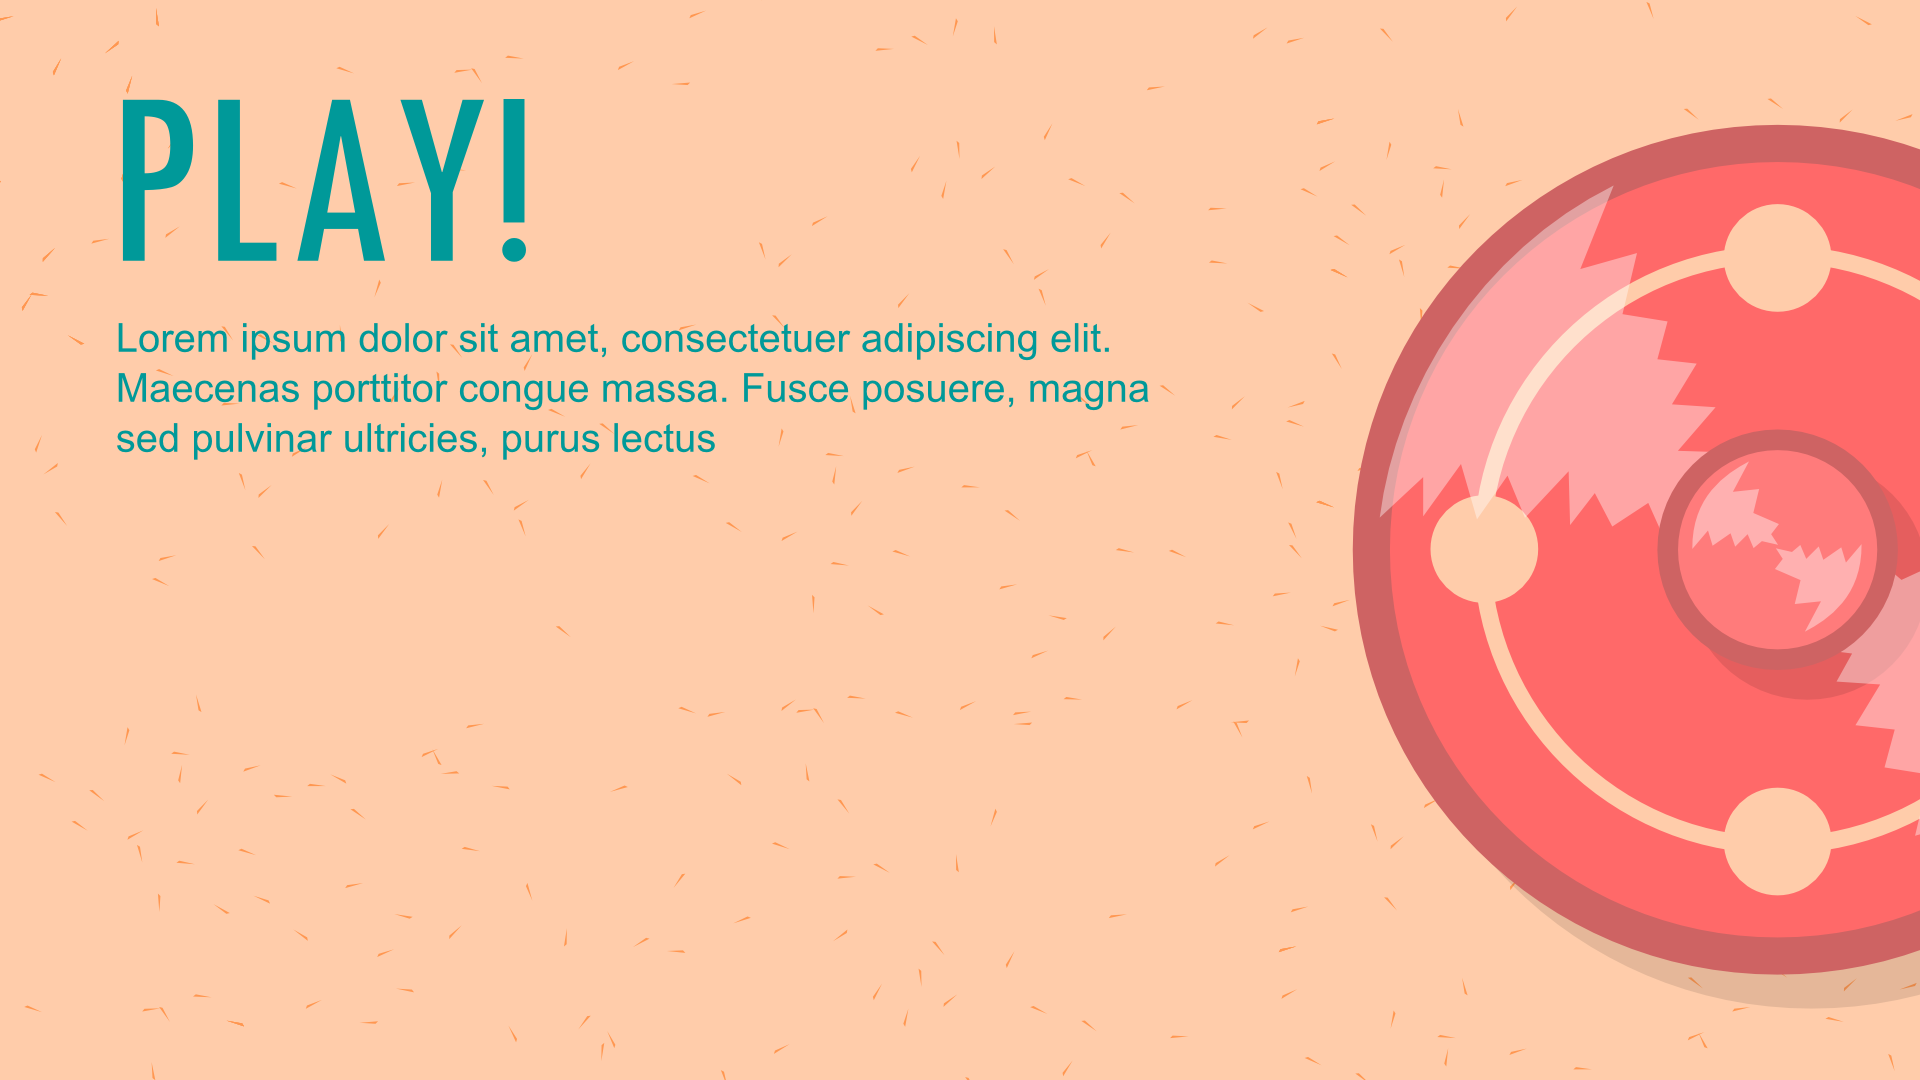 PLAY!
Lorem ipsum dolor sit amet, consectetuer adipiscing elit.
Maecenas porttitor congue massa. Fusce posuere, magna
sed pulvinar ultricies, purus lectus